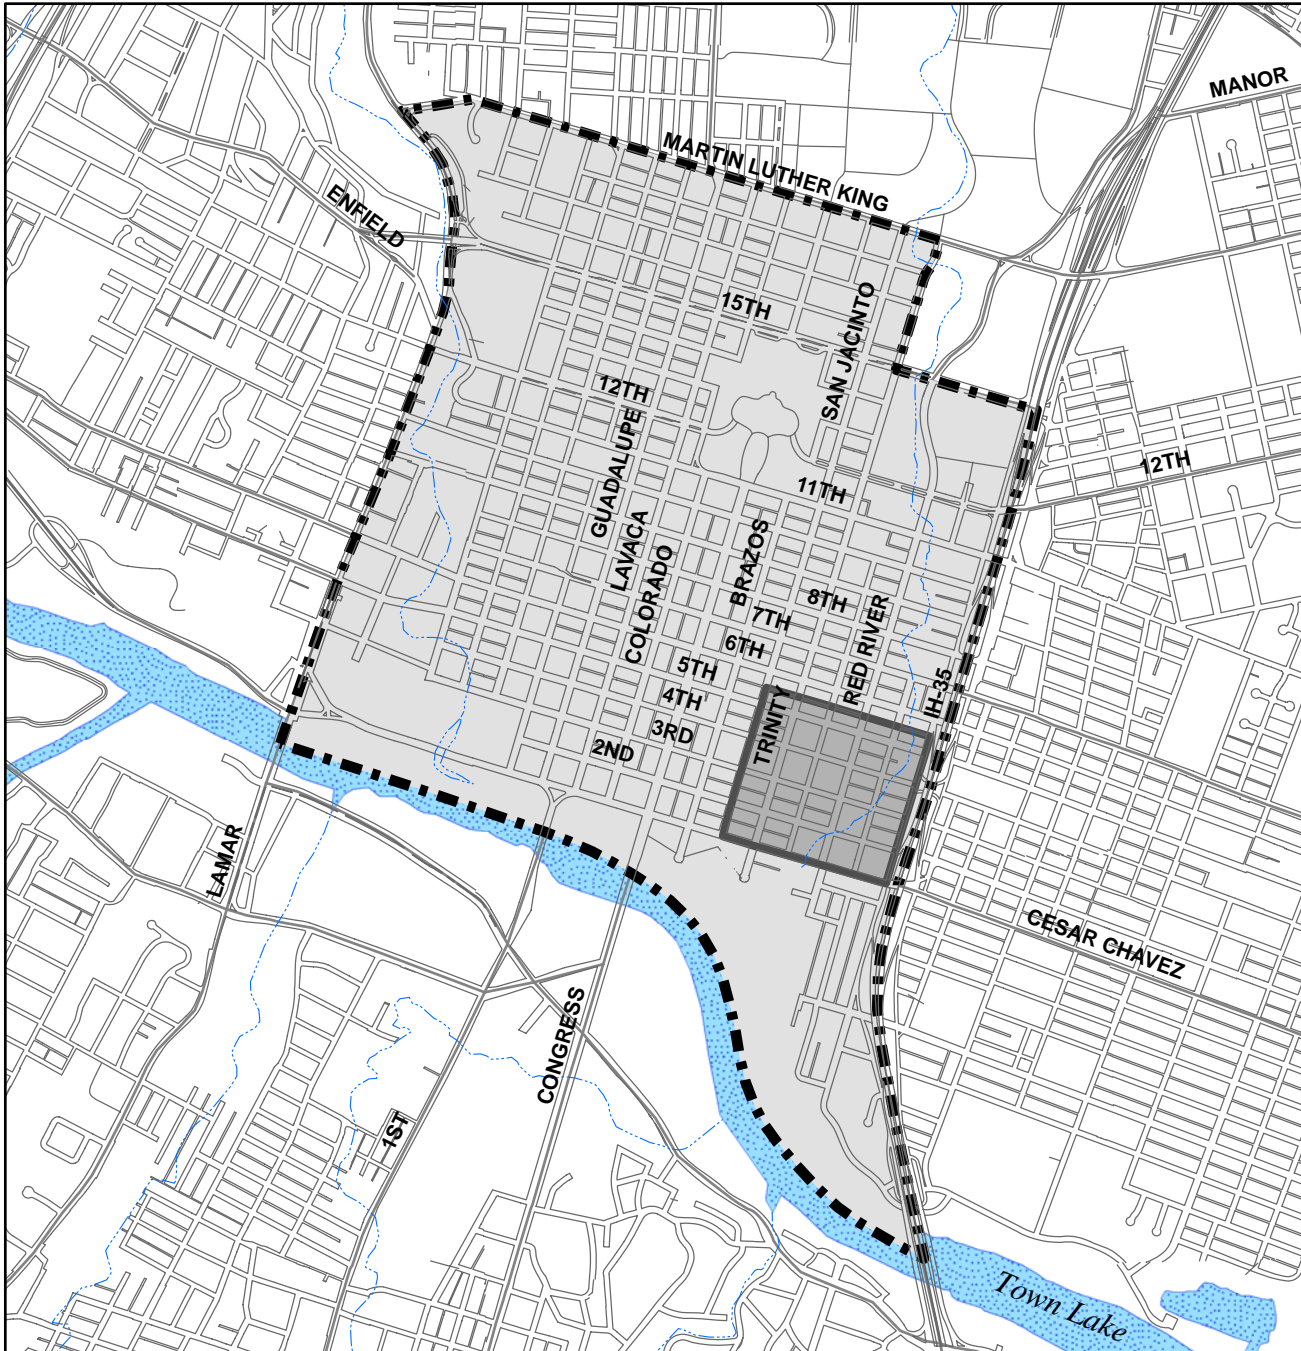 MANOR
MARTIN LUTHER KING
ENFIELD
15TH
SAN JACINTO
12TH
GUADALUPE
12TH
11TH
LAVACA
BRAZOS
COLORADO
8TH
7TH
RED RIVER
6TH
5TH
IH-35
4TH
TRINITY
3RD
2ND
LAMAR
CESAR CHAVEZ
CONGRESS
1ST
Town Lake